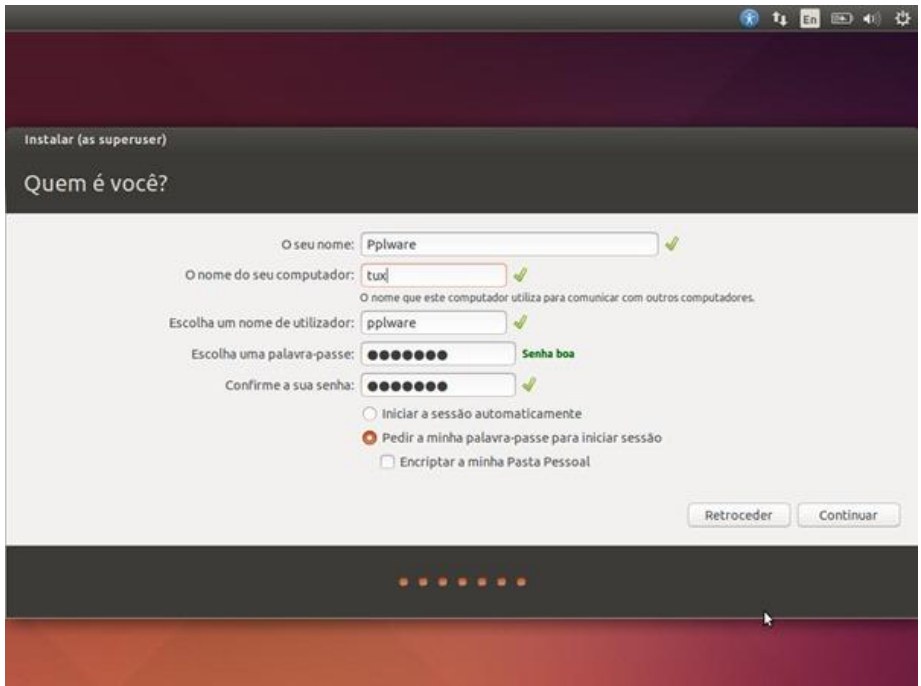 En
Instalar (as superuser)
Quem é você?
O seu nome: Pplware
O nome do seu computador: tux
O nome que este computador utiliza para comunicar com outros computadores.
Escolha um nome de utilizador: pplware
Escolha uma palavra-passe: ●●●●●●● Senha boa
Confirme a sua senha: ●●●●●●●
Iniciar a sessão automaticamente
Pedir a minha palavra-passe para iniciar sessão
Encriptar a minha Pasta Pessoal
Retroceder Continuar